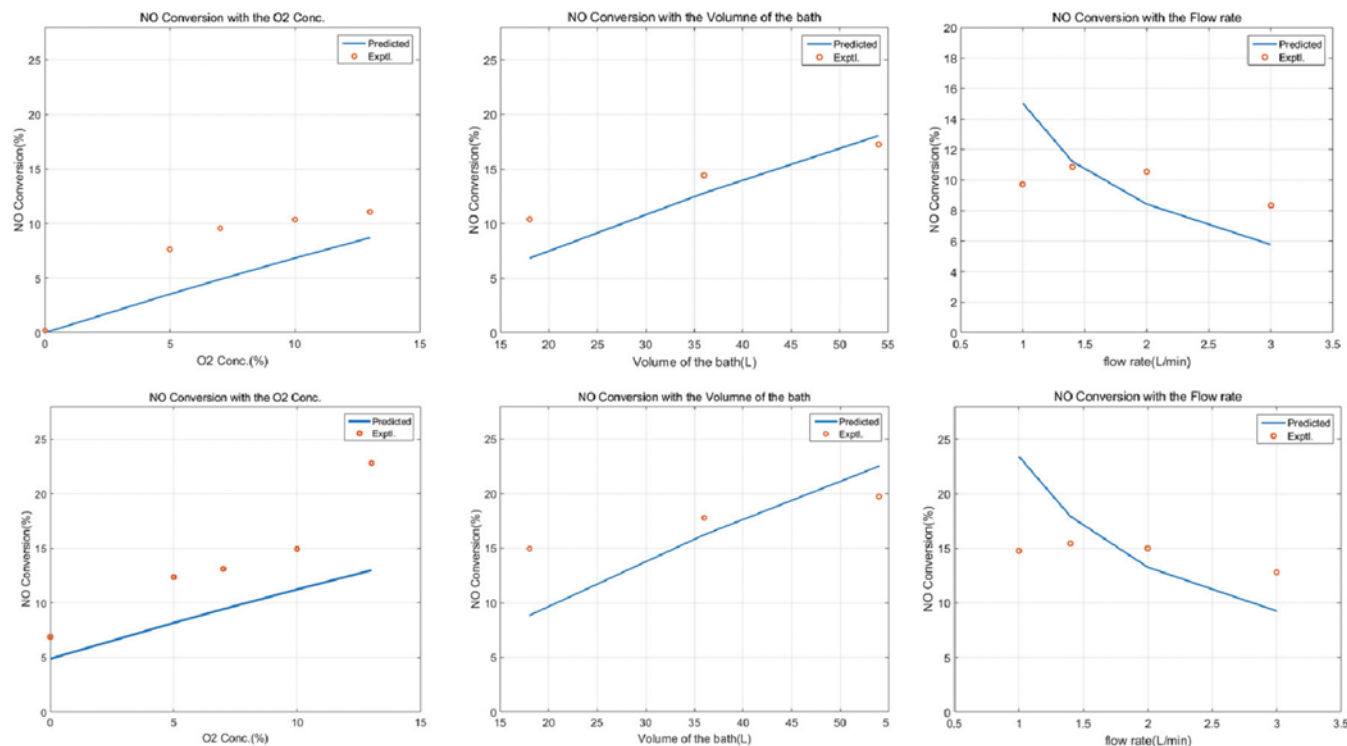 NO Conversion with the O2 Conc.
25
20
15
10
5
0
NO Conversion(%)
Predicted
Exptl.
0 5 10 15
O2 Conc.(%)
NO Conversion with the Volumne of the bath
25
20
15
10
5
0
NO Conversion(%)
Predicted
Exptl.
15 20 25 30 35 40 45 50 55
Volume of the bath(L)
NO Conversion with the Flow rate
20
18
16
14
12
10
8
6
4
2
0
NO Conversion(%)
Predicted
Exptl.
0.5 1 1.5 2 2.5 3 3.5
flow rate(L/min)
NO Conversion with the O2 Conc.
25
20
15
10
5
0
NO Conversion(%)
Predicted
Exptl.
0 5 10 15
O2 Conc.(%)
NO Conversion with the Volumne of the bath
25
20
15
10
5
0
NO Conversion(%)
Predicted
Exptl.
15 20 25 30 35 40 45 50 5
Volume of the bath(L)
NO Conversion with the Flow rate
25
20
15
10
5
0
NO Conversion(%)
Predicted
Exptl.
0.5 1 1.5 2 2.5 3 3.5
flow rate(L/min)